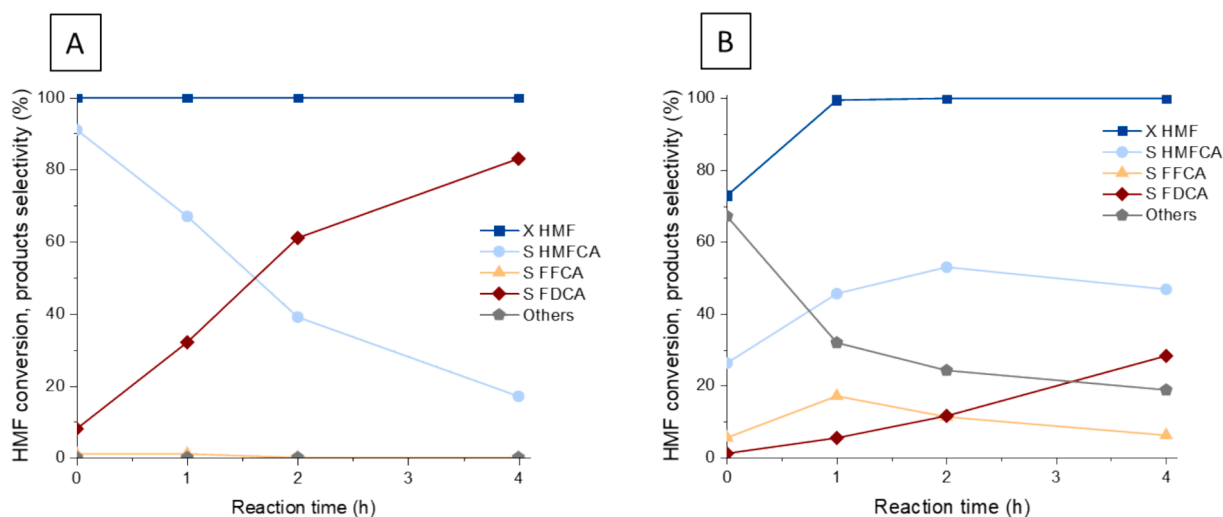 A
HMF conversion, products selectivity (%)
100
80
60
40
20
0
0 1 2 3 4
Reaction time (h)
X HMF
S HMFCA
S FFCA
S FDCA
Others
B
HMF conversion, products selectivity (%)
100
80
60
40
20
0
0 1 2 3 4
Reaction time (h)
X HMF
S HMFCA
S FFCA
S FDCA
Others